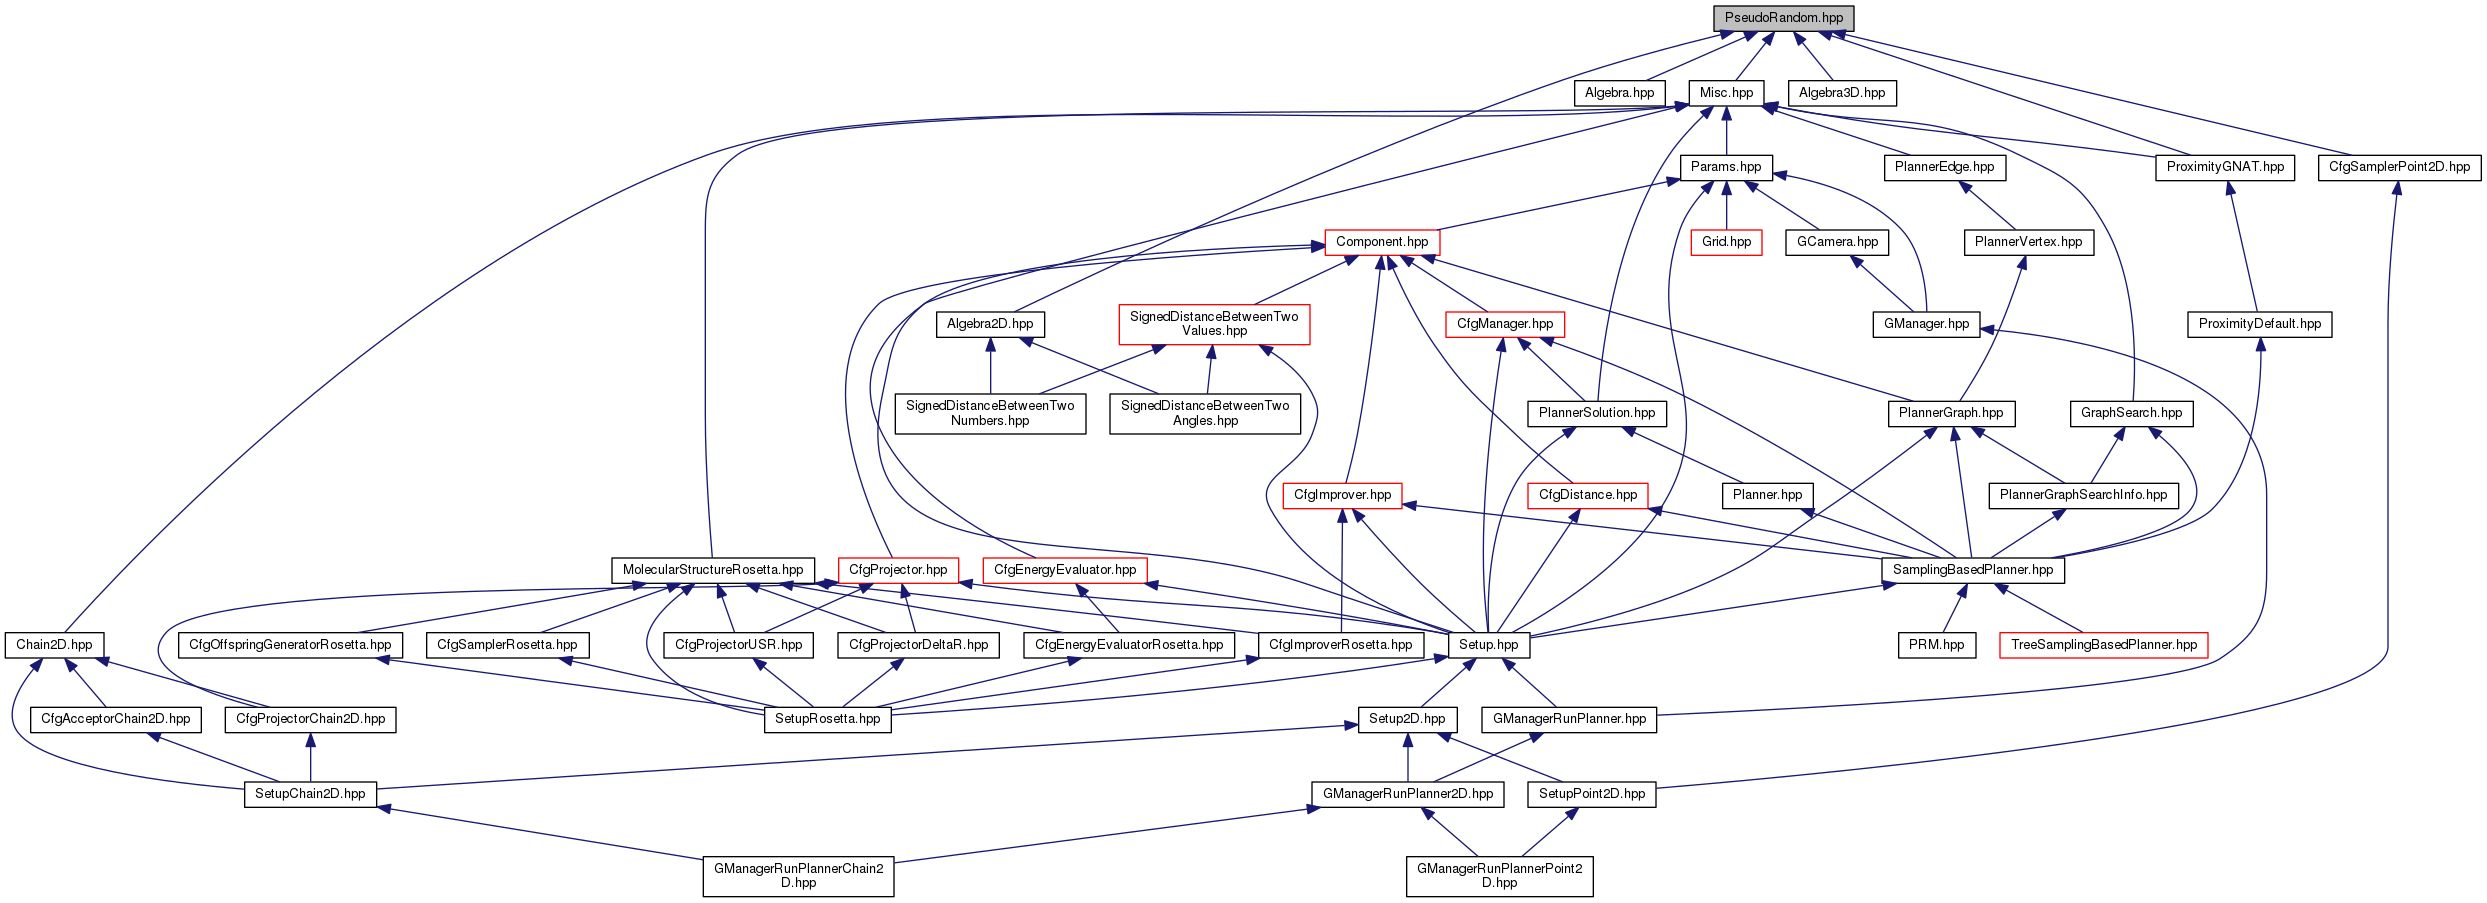 PseudoRandom.hpp
Algebra.hpp
Misc.hpp
Algebra3D.hpp
Params.hpp
PlannerEdge.hpp
ProximityGNAT.hpp
CfgSamplerPoint2D.hpp
Component.hpp
Grid.hpp
GCamera.hpp
PlannerVertex.hpp
Algebra2D.hpp
SignedDistanceBetweenTwo
Values.hpp
CfgManager.hpp
GManager.hpp
ProximityDefault.hpp
SignedDistanceBetweenTwo
Numbers.hpp
SignedDistanceBetweenTwo
Angles.hpp
PlannerSolution.hpp
PlannerGraph.hpp
GraphSearch.hpp
CfgImprover.hpp
CfgDistance.hpp
Planner.hpp
PlannerGraphSearchInfo.hpp
MolecularStructureRosetta.hpp
CfgProjector.hpp
CfgEnergyEvaluator.hpp
SamplingBasedPlanner.hpp
Chain2D.hpp
CfgOffspringGeneratorRosetta.hpp
CfgSamplerRosetta.hpp
CfgProjectorUSR.hpp
CfgProjectorDeltaR.hpp
CfgEnergyEvaluatorRosetta.hpp
CfgImproverRosetta.hpp
Setup.hpp
PRM.hpp
TreeSamplingBasedPlanner.hpp
CfgAcceptorChain2D.hpp
CfgProjectorChain2D.hpp
SetupRosetta.hpp
Setup2D.hpp
GManagerRunPlanner.hpp
SetupChain2D.hpp
GManagerRunPlanner2D.hpp
SetupPoint2D.hpp
GManagerRunPlannerChain2
D.hpp
GManagerRunPlannerPoint2
D.hpp